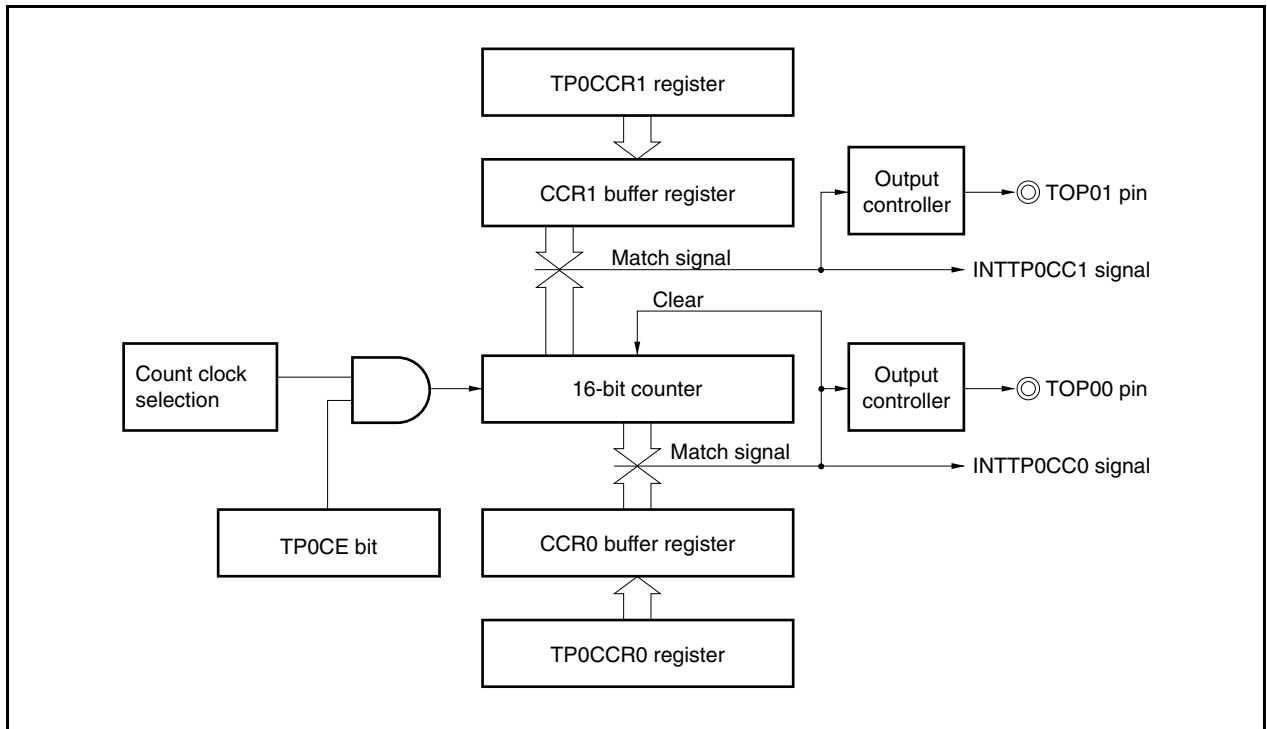 TP0CCR1 register
CCR1 buffer register
Output
controller
TOP01 pin
Match signal
INTTP0CC1 signal
Clear
Count clock
selection
16-bit counter
Output
controller
TOP00 pin
Match signal
INTTP0CC0 signal
TP0CE bit
CCR0 buffer register
TP0CCR0 register